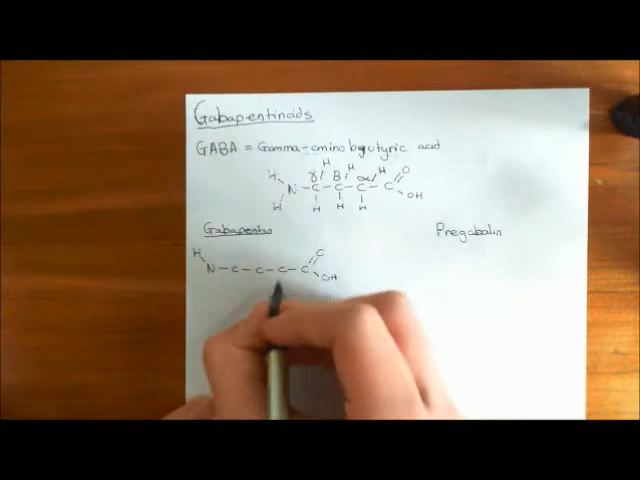 Gabapentinoids
GABA = Gamma-amino butyric acid
H H H H O
γ β α
N - C - C - C - C OH
H H H H
Gabapentin Pregabalin
H O
N - C - C - C - C
OH